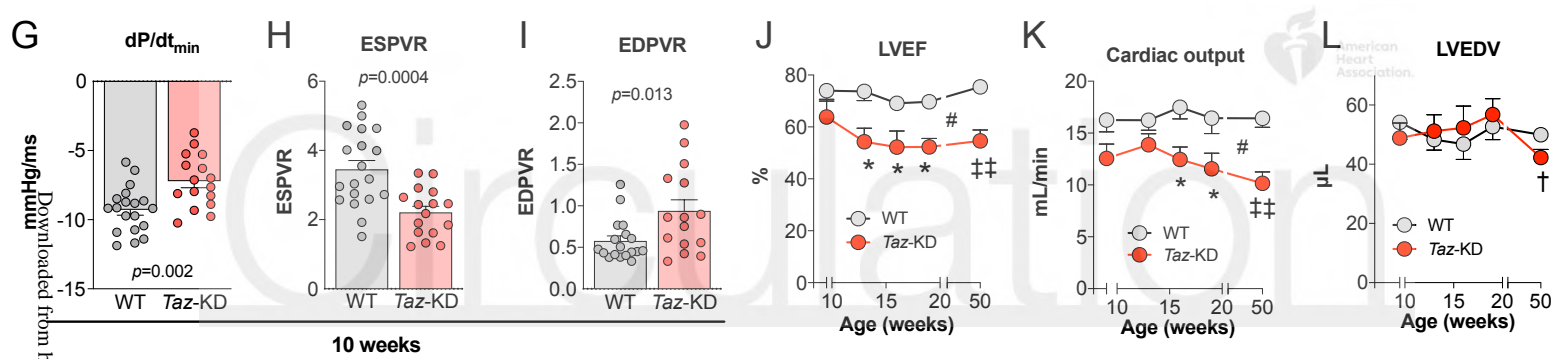 G
dP/dtmin
mmHg/ms
0
-5
-10
-15
p=0.002
WT Taz-KD
H
ESPVR
ESPVR
6
4
2
0
p=0.0004
WT Taz-KD
I
EDPVR
EDPVR
2.5
2.0
1.5
1.0
0.5
0.0
p=0.013
WT Taz-KD
10 weeks
J
LVEF
%
80
60
40
20
0
#
* * * ‡‡
WT
Taz-KD
10 15 20 50
Age (weeks)
K
Cardiac output
mL/min
20
15
10
5
0
#
* * ‡‡
WT
Taz-KD
10 15 20 50
Age (weeks)
L
LVEDV
µL
60
40
20
0
†
WT
Taz-KD
10 15 20 50
Age (weeks)
American
Heart
Association.
Circulation
Downloaded from